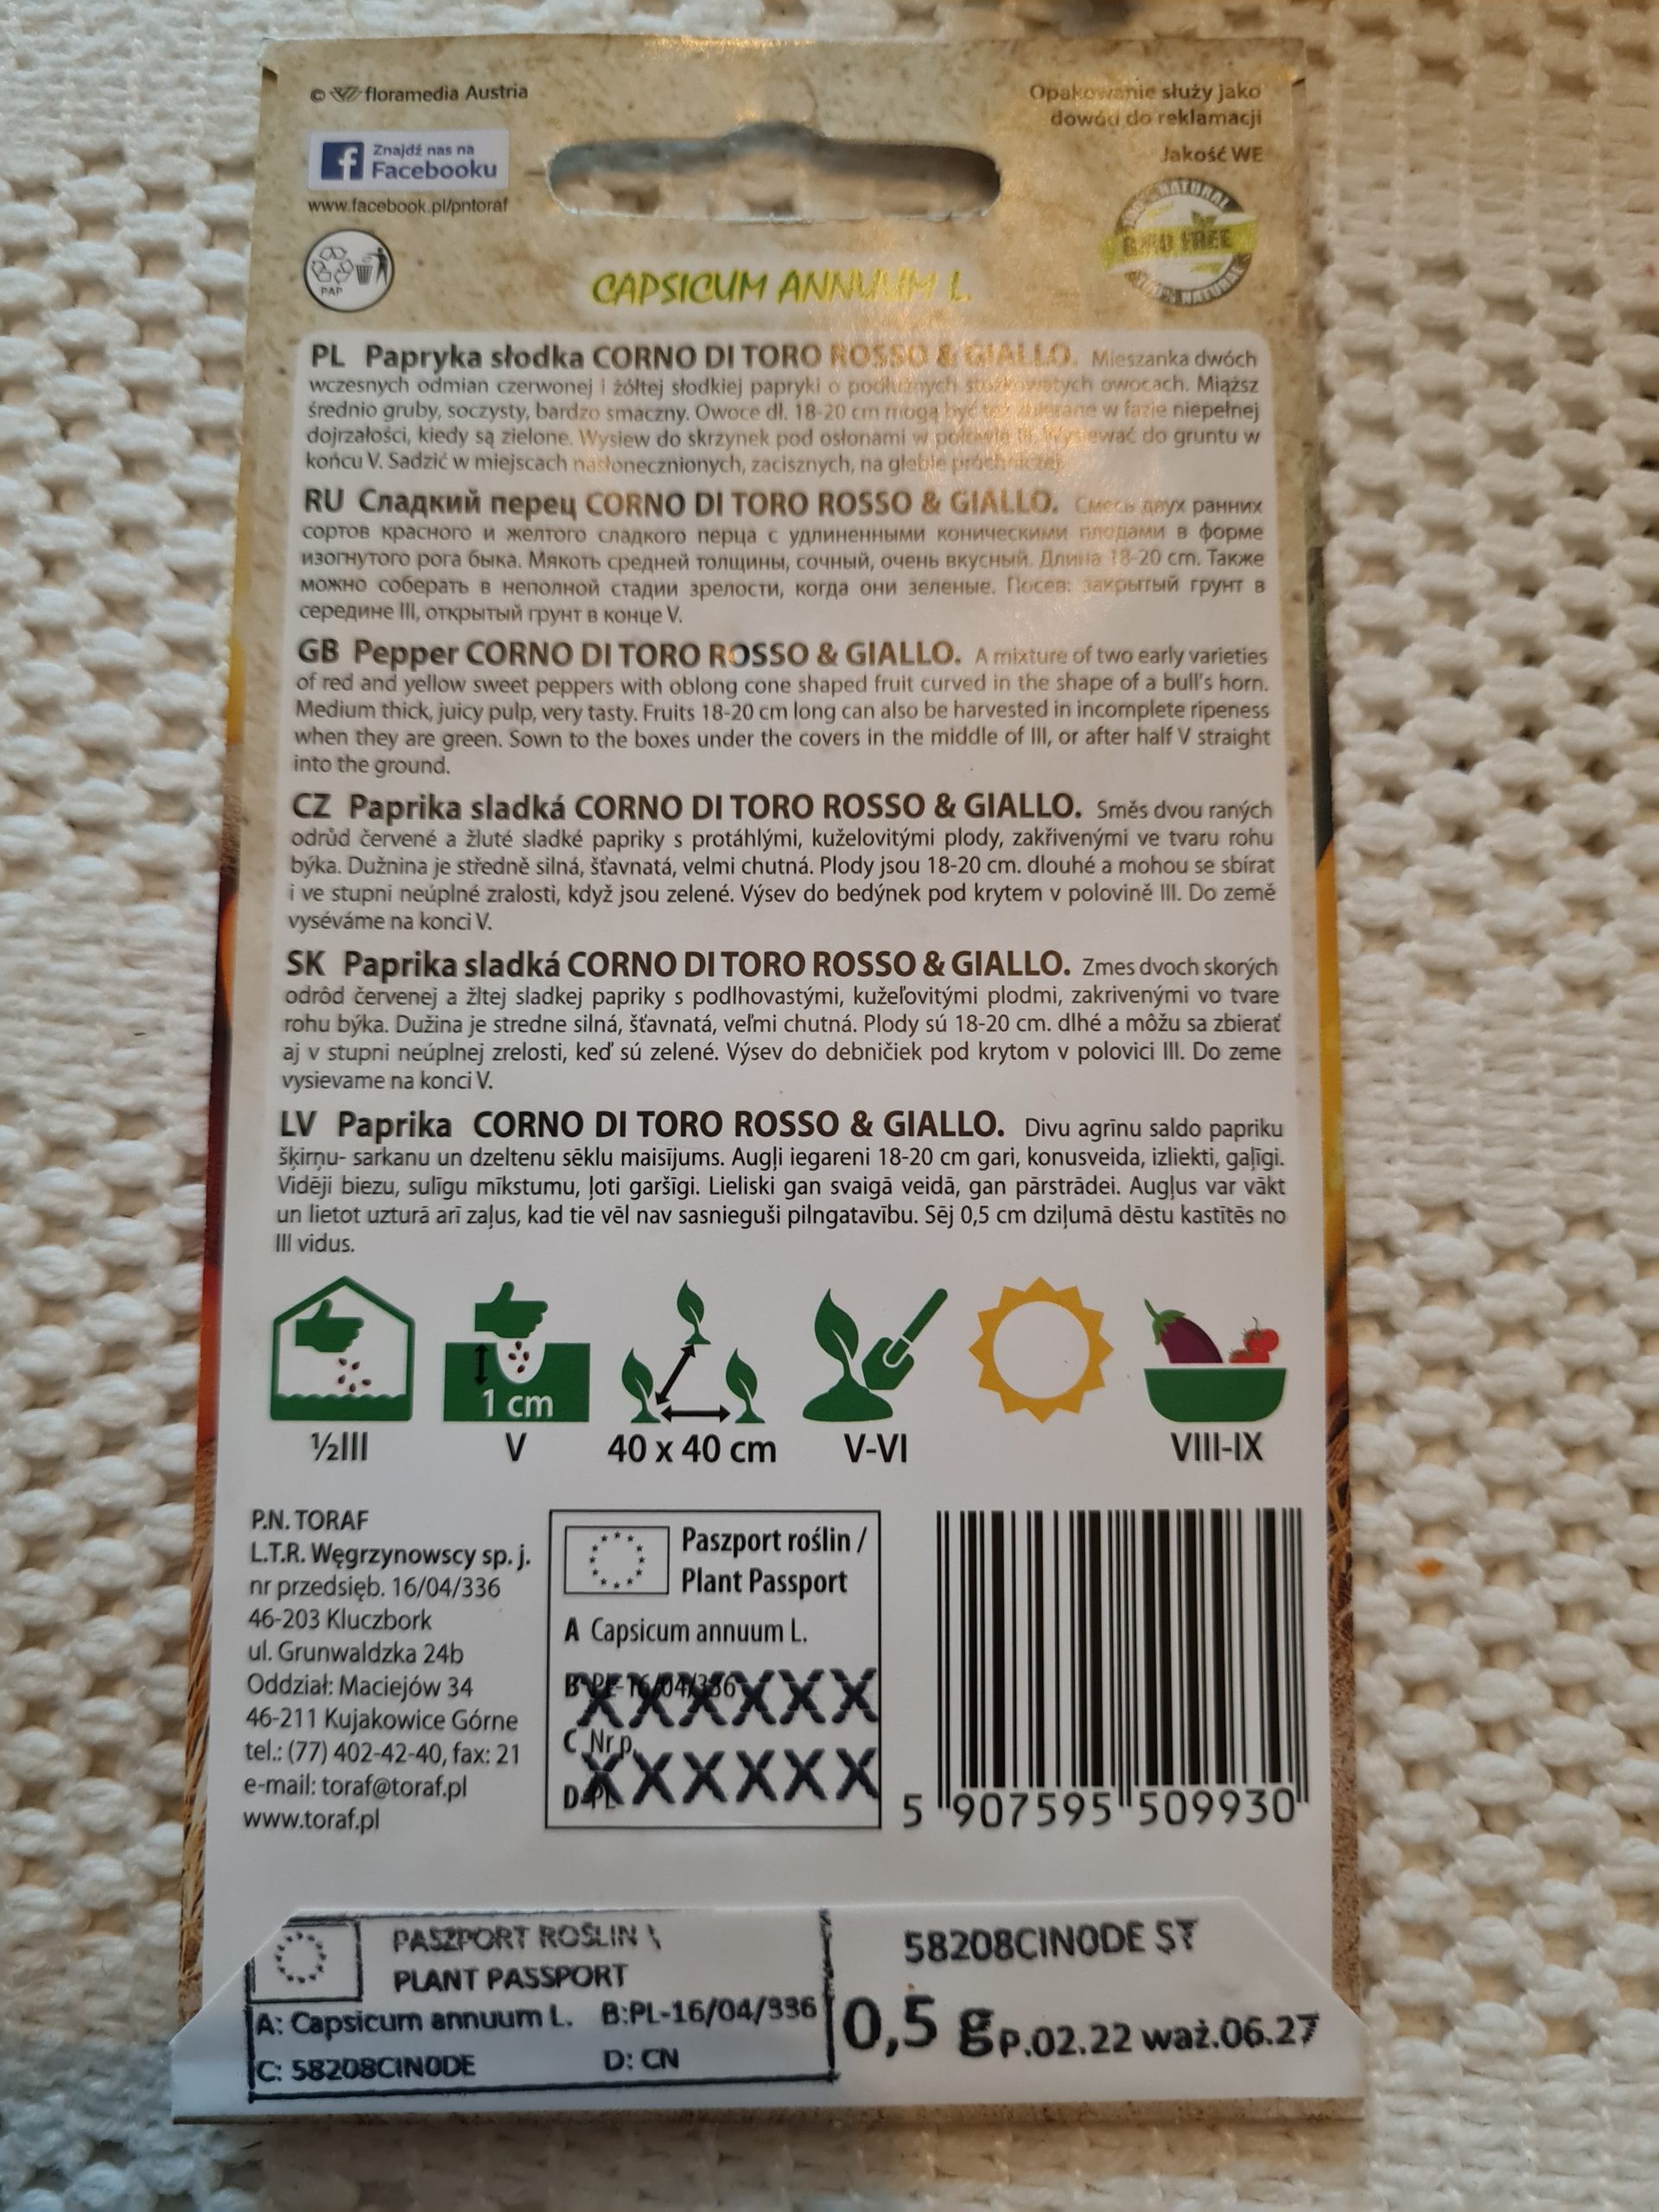 © floramedia Austria
Opakowanie służy jako
dowód do reklamacji
Znajdź nas na
Facebooku
Jakość WE
www.facebook.pl/pntoraf
100% NATURAL
GMO FREE
100% NATURAL
PAP
CAPSICUM ANNUUM L.
PL Papryka słodka CORNO DI TORO ROSSO & GIALLO. Mieszanka dwóch
wczesnych odmian czerwonej i żółtej słodkiej papryki o podłużnych stożkowatych owocach. Miąższ
średnio gruby, soczysty, bardzo smaczny. Owoce dł. 18-20 cm mogą być też zbierane w fazie niepełnej
dojrzałości, kiedy są zielone. Wysiew do skrzynek pod osłonami w połowie III. Wysiewać do gruntu w
końcu V. Sadzić w miejscach nasłonecznionych, zacisznych, na glebie próchniczej.
RU Сладкий перец CORNO DI TORO ROSSO & GIALLO. Смесь двух ранних
сортов красного и желтого сладкого перца с удлиненными коническими плодами в форме
изогнутого рога быка. Мякоть средней толщины, сочный, очень вкусный. Длина 18-20 cm. Также
можно соберать в неполной стадии зрелости, когда они зеленые. Посев: закрытый грунт в
середине III, открытый грунт в конце V.
GB Pepper CORNO DI TORO ROSSO & GIALLO. A mixture of two early varieties
of red and yellow sweet peppers with oblong cone shaped fruit curved in the shape of a bull's horn.
Medium thick, juicy pulp, very tasty. Fruits 18-20 cm long can also be harvested in incomplete ripeness
when they are green. Sown to the boxes under the covers in the middle of III, or after half V straight
into the ground.
CZ Paprika sladká CORNO DI TORO ROSSO & GIALLO. Směs dvou raných
odrůd červené a žluté sladké papriky s protáhlými, kuželovitými plody, zakřivenými ve tvaru rohu
býka. Dužnina je středně silná, šťavnatá, velmi chutná. Plody jsou 18-20 cm. dlouhé a mohou se sbírat
i ve stupni neúplné zralosti, když jsou zelené. Výsev do bedýnek pod krytem v polovině III. Do země
vyséváme na konci V.
SK Paprika sladká CORNO DI TORO ROSSO & GIALLO. Zmes dvoch skorých
odrôd červenej a žltej sladkej papriky s podlhovastými, kužeľovitými plodmi, zakrivenými vo tvare
rohu býka. Dužina je stredne silná, šťavnatá, veľmi chutná. Plody sú 18-20 cm. dlhé a môžu sa zbierať
aj v stupni neúplnej zrelosti, keď sú zelené. Výsev do debničiek pod krytom v polovici III. Do zeme
vysievame na konci V.
LV Paprika CORNO DI TORO ROSSO & GIALLO. Divu agrīnu saldo papriku
šķirņu- sarkanu un dzeltenu sēklu maisījums. Augļi iegareni 18-20 cm gari, konusveida, izliekti, gaļīgi.
Vidēji biezu, sulīgu mīkstumu, ļoti garšīgi. Lieliski gan svaigā veidā, gan pārstrādei. Augļus var vākt
un lietot uzturā arī zaļus, kad tie vēl nav sasnieguši pilngatavību. Sēj 0,5 cm dziļumā dēstu kastītēs no
III vidus.
1 cm
½III V 40 x 40 cm V-VI VIII-IX
P.N. TORAF
L.T.R. Węgrzynowscy sp. j.
nr przedsięb. 16/04/336
46-203 Kluczbork
ul. Grunwaldzka 24b
Oddział: Maciejów 34
46-211 Kujakowice Górne
tel.: (77) 402-42-40, fax: 21
e-mail: toraf@toraf.pl
www.toraf.pl
Paszport roślin /
Plant Passport
A Capsicum annuum L.
B PL-16/04/336
XXXXXX
C Nr p.
D PL
XXXXXX
5 907595 509930
PASZPORT ROŚLIN \
PLANT PASSPORT
A: Capsicum annuum L. B:PL-16/04/336
C: 58208CINODE D: CN
58208CINODE ST
0,5 g P.02.22 waż.06.27